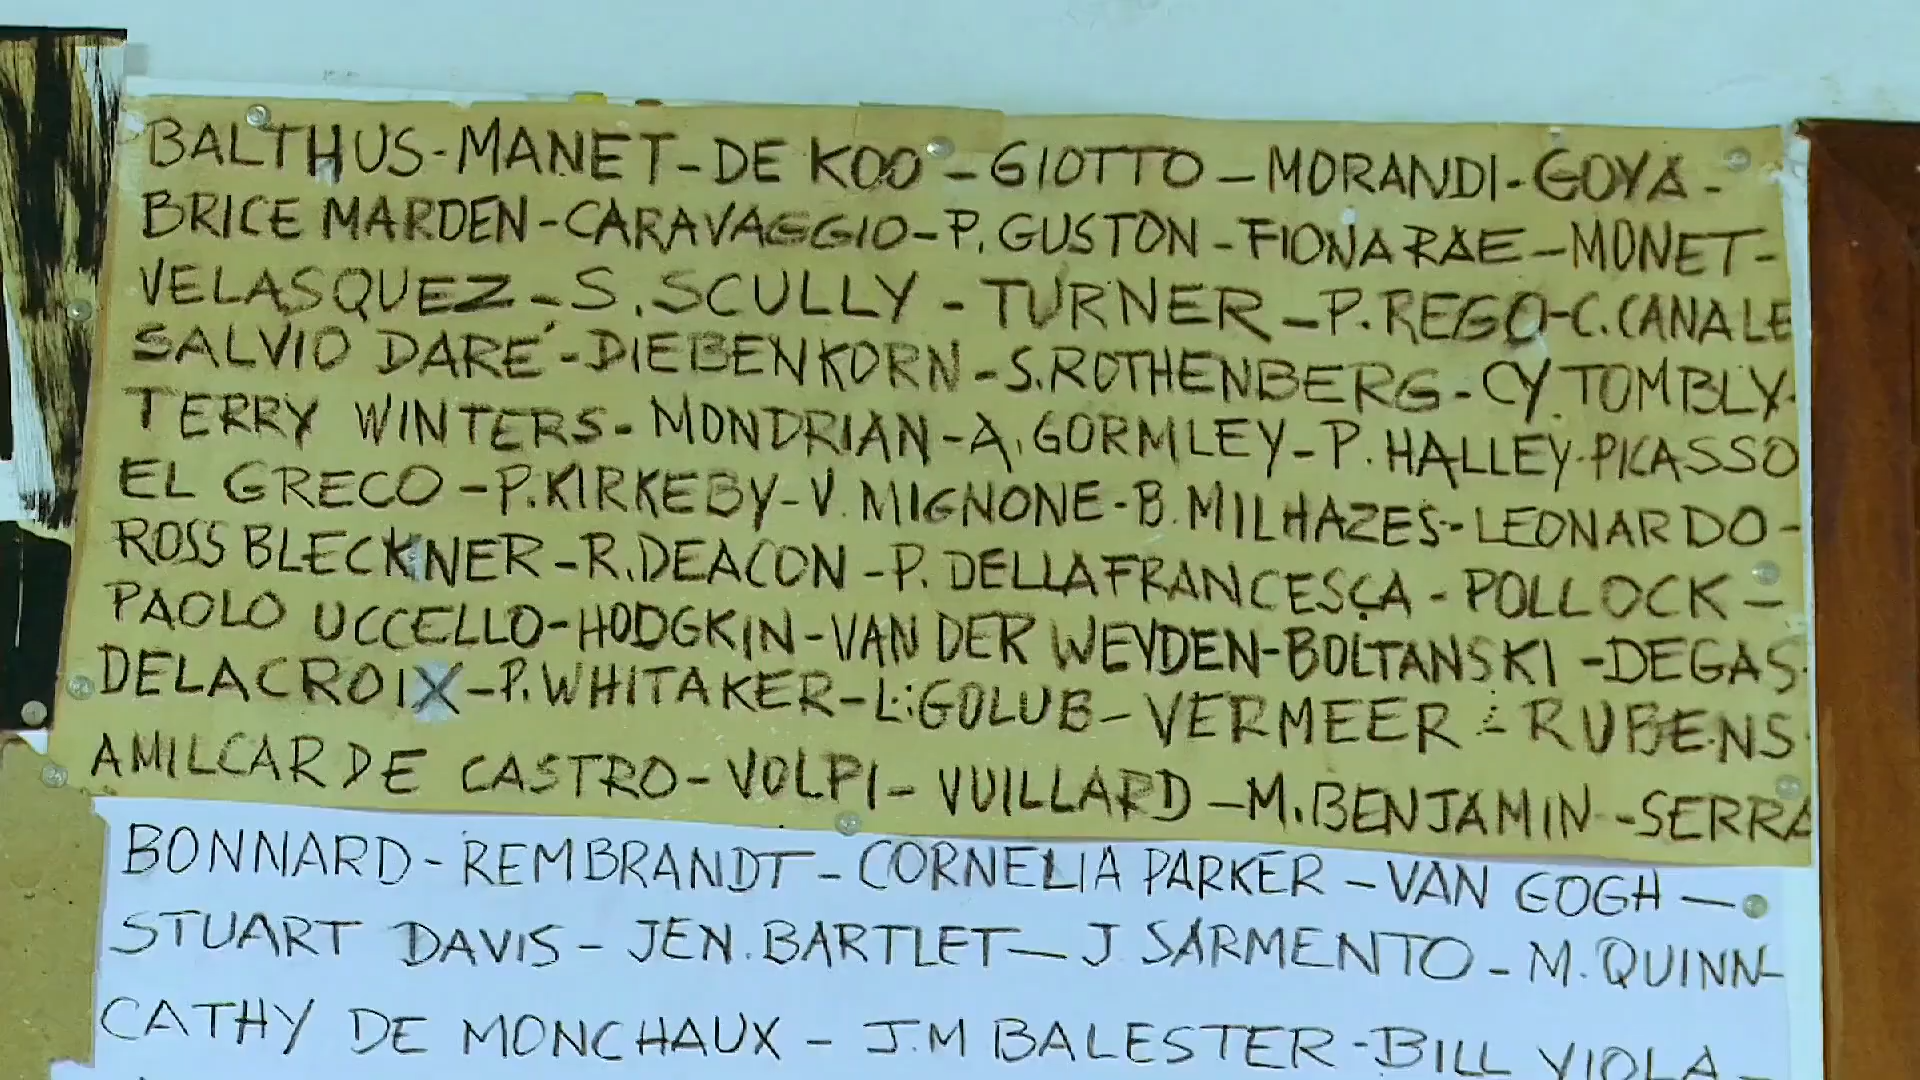 BALTHUS-MANET-DE KOO-GIOTTO-MORANDI-GOYA-
BRICE MARDEN-CARAVAGGIO-P. GUSTON-FIONA RAE-MONET-
VELASQUEZ-S. SCULLY-TURNER-P. REGO-C. CANALE
SALVIO DARÉ-DIEBENKORN-S. ROTHENBERG-CY. TOMBLY-
TERRY WINTERS-MONDRIAN-A. GORMLEY-P. HALLEY-PICASSO
EL GRECO-P. KIRKEBY-V. MIGNONE-B. MILHAZES-LEONARDO-
ROSS BLECKNER-R. DEACON-P. DELLAFRANCESCA-POLLOCK-
PAOLO UCCELLO-HODGKIN-VAN DER WEYDEN-BOLTANSKI-DEGAS-
DELACROIX-P. WHITAKER-L. GOLUB-VERMEER-RUBENS
AMILCAR DE CASTRO-VOLPI-VUILLARD-M. BENJAMIN-SERRA
BONNARD-REMBRANDT-CORNELIA PARKER-VAN GOGH-
STUART DAVIS-JEN. BARTLET-J SARMENTO-M. QUINN-
CATHY DE MONCHAUX-J.M BALESTER-BILL VIOLA-